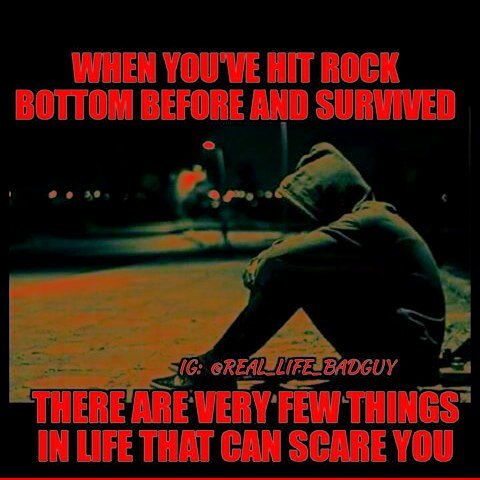 WHEN YOU'VE HIT ROCK
BOTTOM BEFORE AND SURVIVED
IG: @REAL_LIFE_BADGUY
THERE ARE VERY FEW THINGS
IN LIFE THAT CAN SCARE YOU